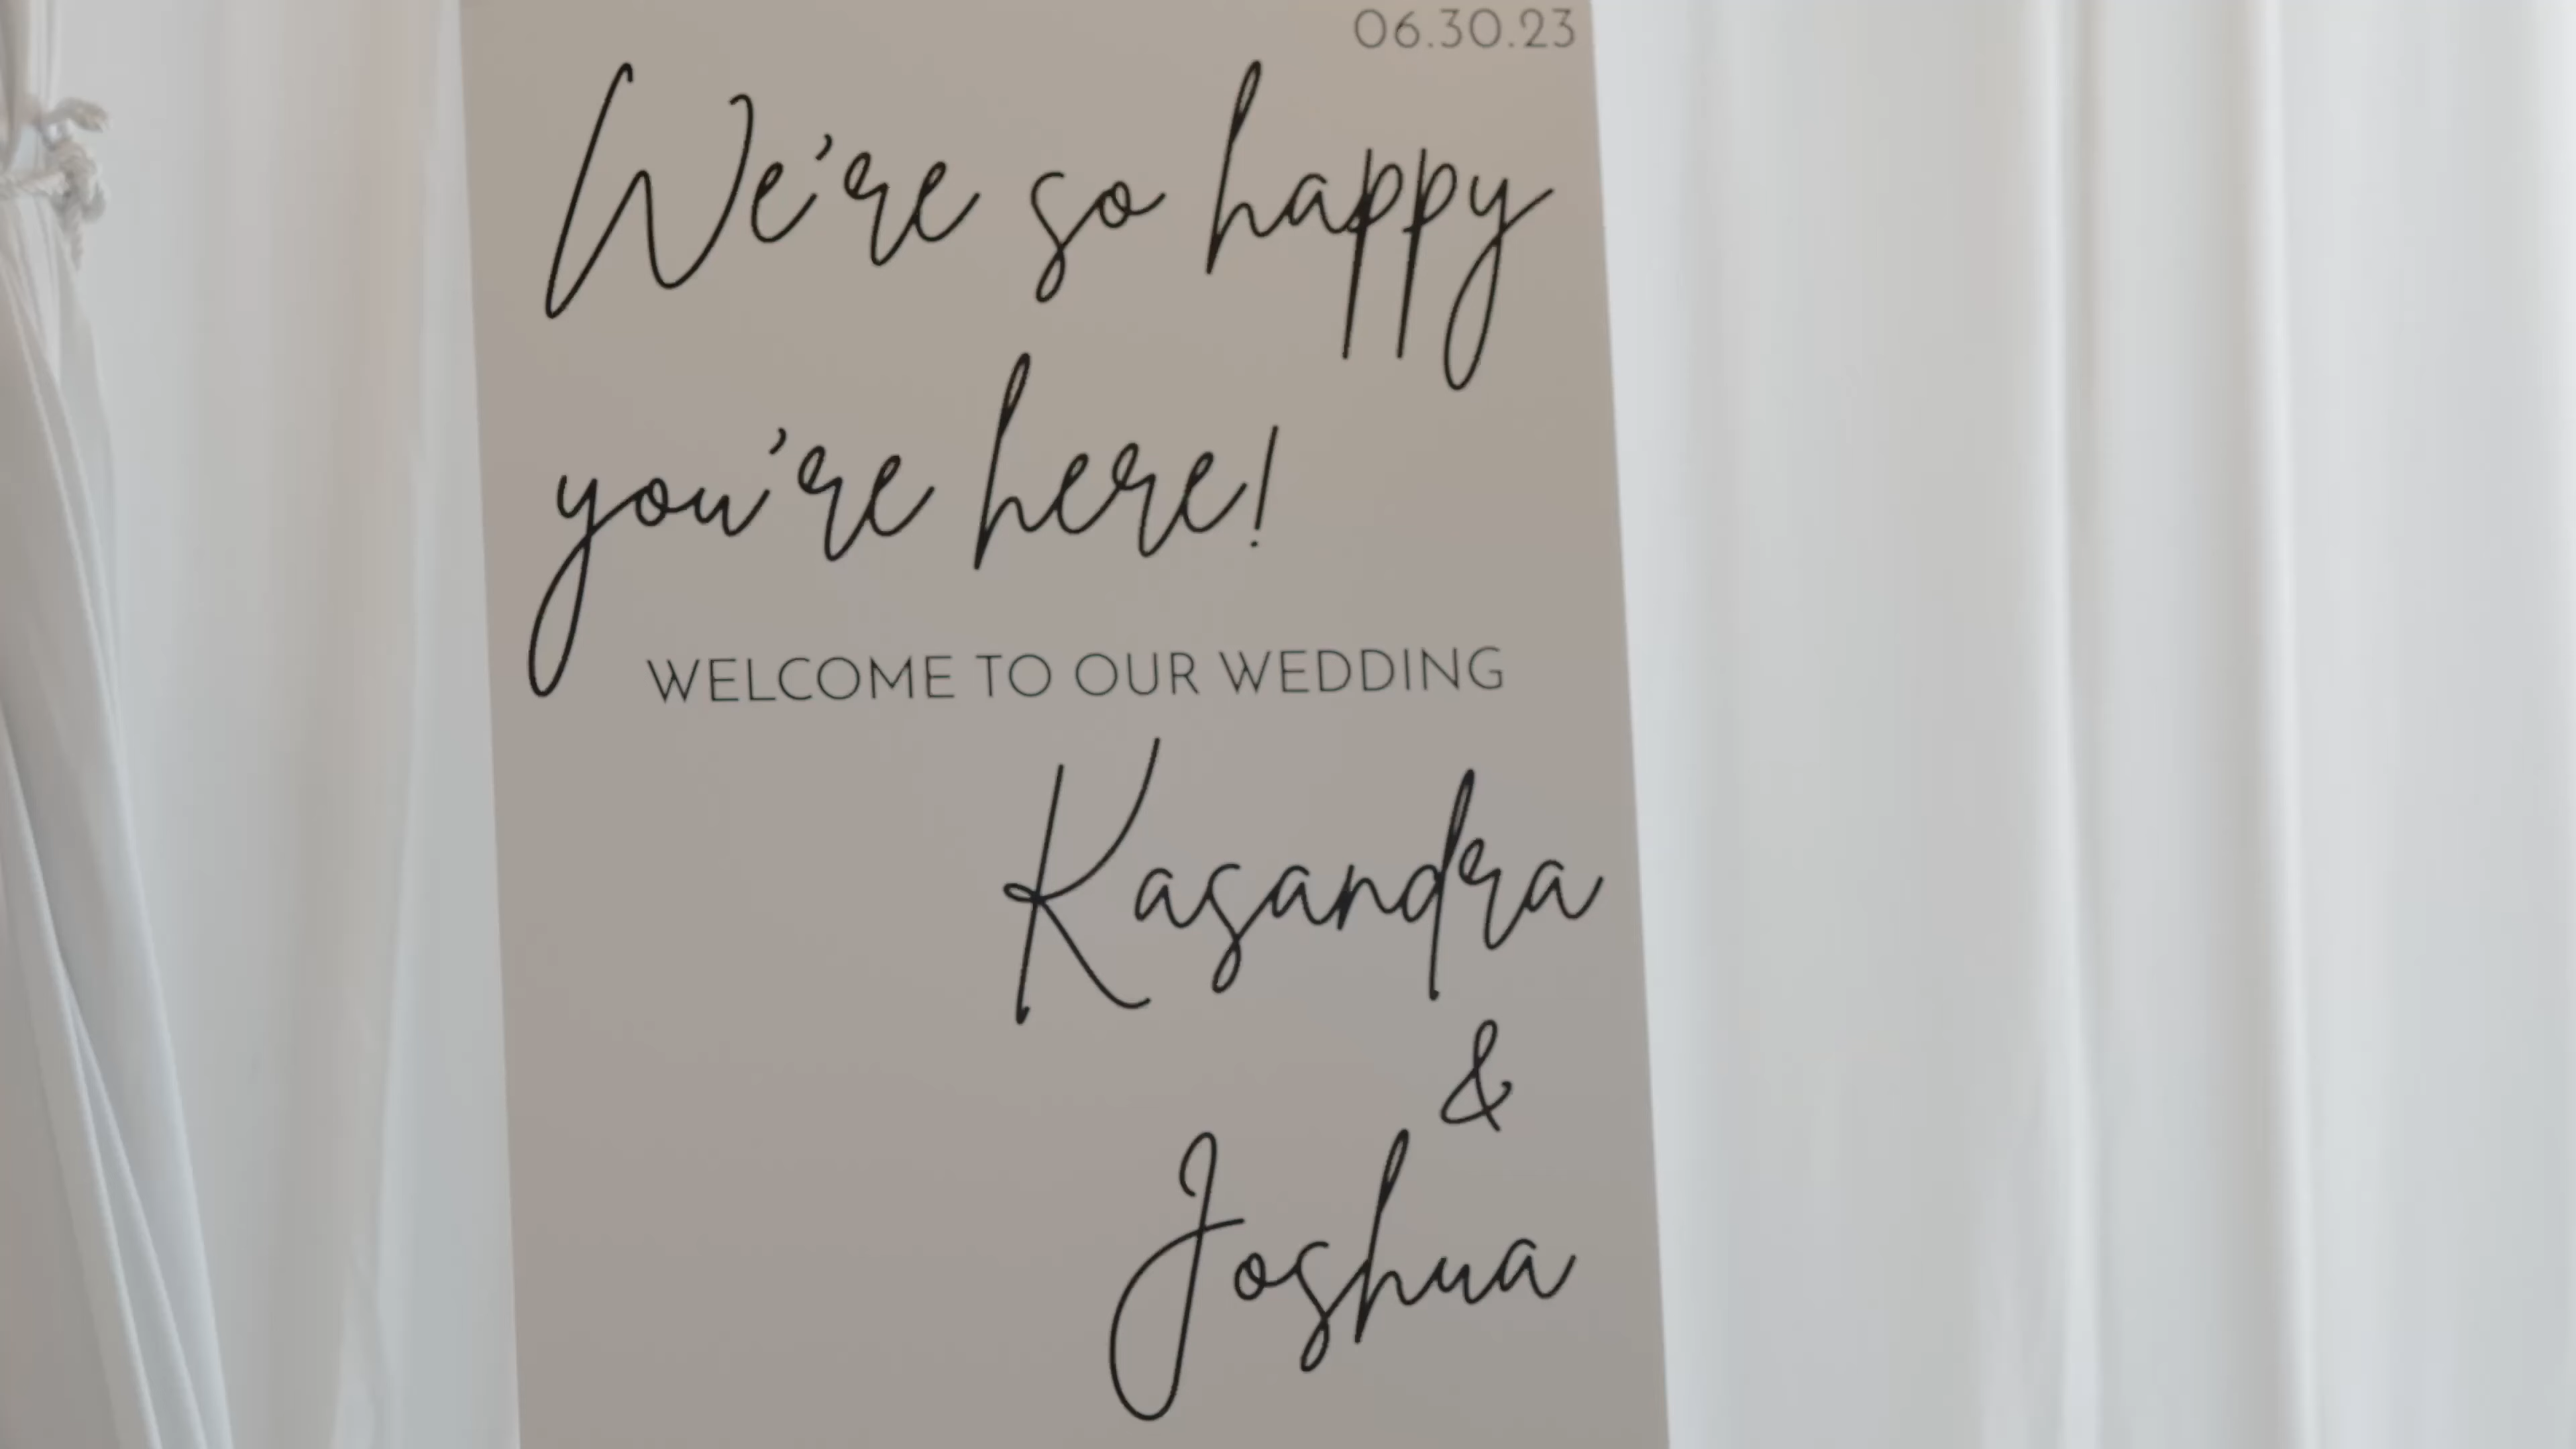 06.30.23
We're so happy
you're here!
WELCOME TO OUR WEDDING
Kasandra
&
Joshua